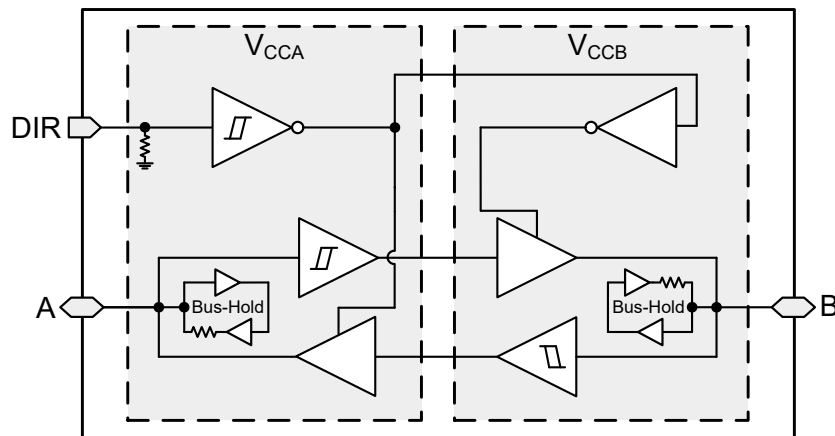 VCCA
VCCB
DIR
A
Bus-Hold
Bus-Hold
B